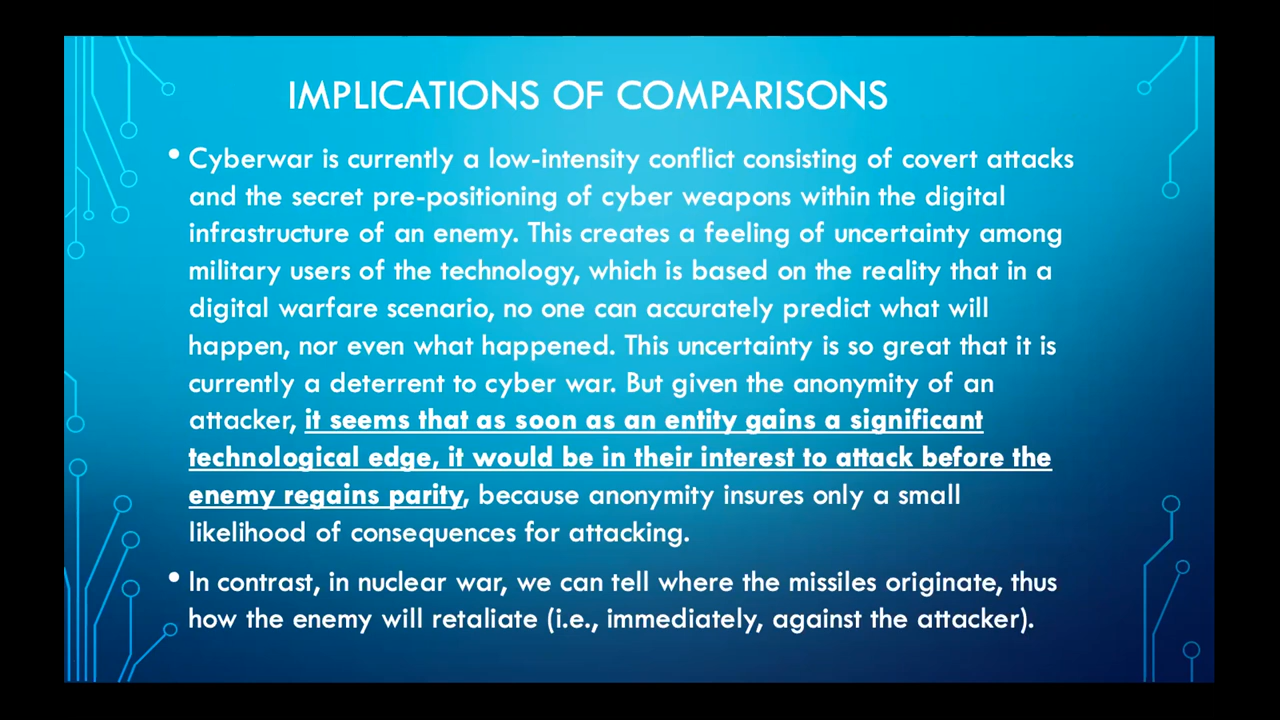 IMPLICATIONS OF COMPARISONS
• Cyberwar is currently a low-intensity conflict consisting of covert attacks
and the secret pre-positioning of cyber weapons within the digital
infrastructure of an enemy. This creates a feeling of uncertainty among
military users of the technology, which is based on the reality that in a
digital warfare scenario, no one can accurately predict what will
happen, nor even what happened. This uncertainty is so great that it is
currently a deterrent to cyber war. But given the anonymity of an
attacker, it seems that as soon as an entity gains a significant
technological edge, it would be in their interest to attack before the
enemy regains parity, because anonymity insures only a small
likelihood of consequences for attacking.
• In contrast, in nuclear war, we can tell where the missiles originate, thus
how the enemy will retaliate (i.e., immediately, against the attacker).